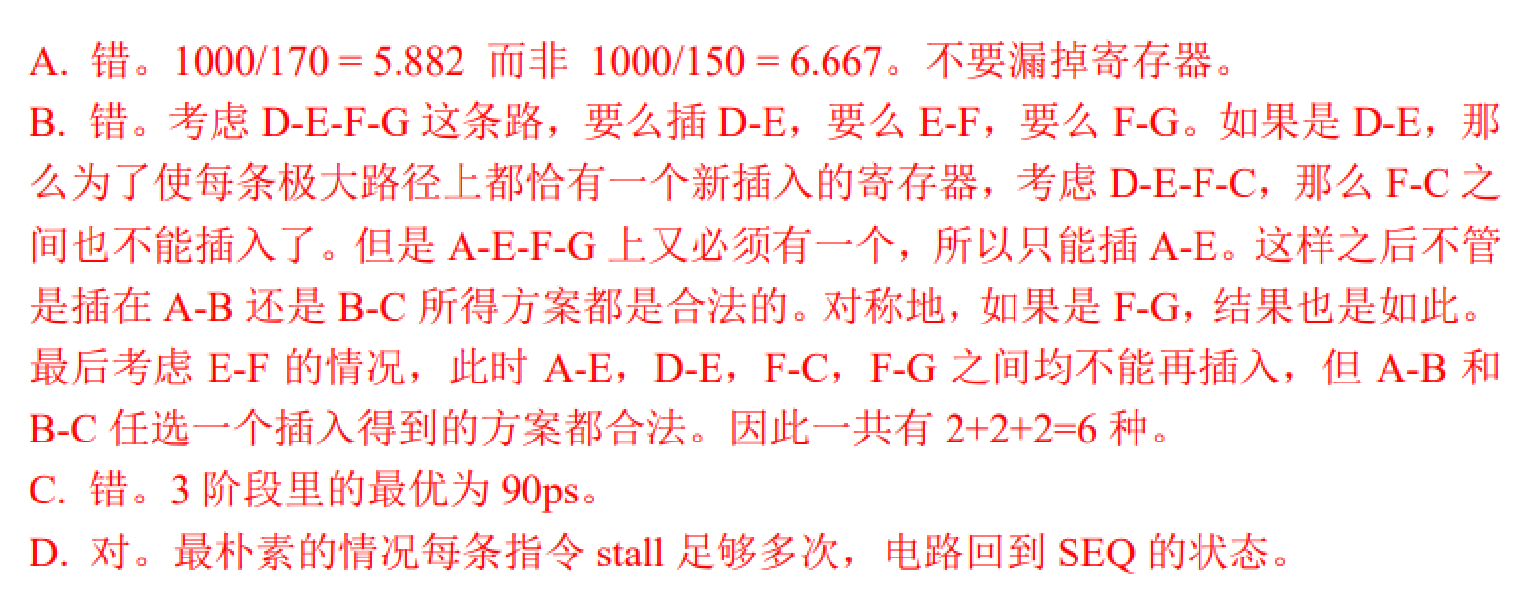 A. 错。1000/170 = 5.882 而非 1000/150 = 6.667。不要漏掉寄存器。
B. 错。考虑 D-E-F-G 这条路，要么插 D-E，要么 E-F，要么 F-G。如果是 D-E，那
么为了使每条极大路径上都恰有一个新插入的寄存器，考虑 D-E-F-C，那么 F-C 之
间也不能插入了。但是 A-E-F-G 上又必须有一个，所以只能插 A-E。这样之后不管
是插在 A-B 还是 B-C 所得方案都是合法的。对称地，如果是 F-G，结果也是如此。
最后考虑 E-F 的情况，此时 A-E，D-E，F-C，F-G 之间均不能再插入，但 A-B 和
B-C 任选一个插入得到的方案都合法。因此一共有 2+2+2=6 种。
C. 错。3 阶段里的最优为 90ps。
D. 对。最朴素的情况每条指令 stall 足够多次，电路回到 SEQ 的状态。